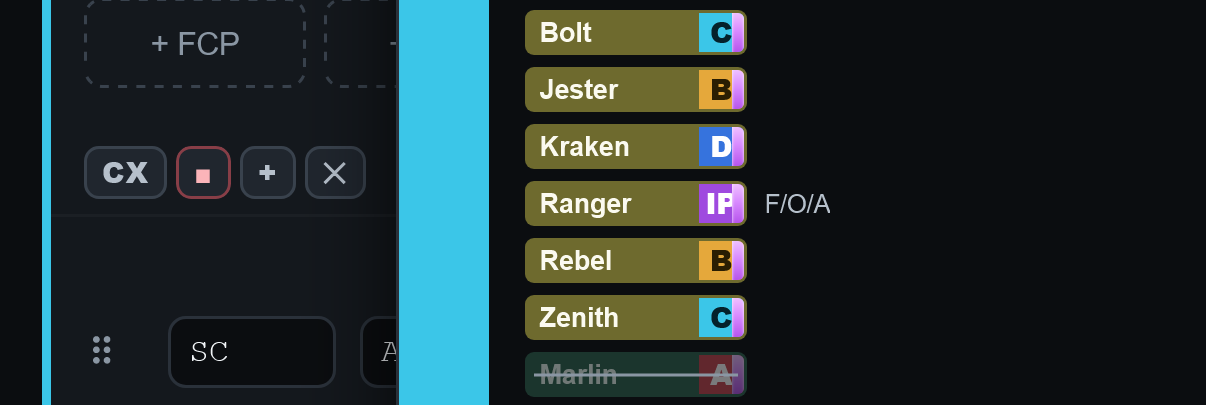 + FCP
CX ■ + ×
SC A
Bolt C
Jester B
Kraken D
Ranger IP F/O/A
Rebel B
Zenith C
Marlin A